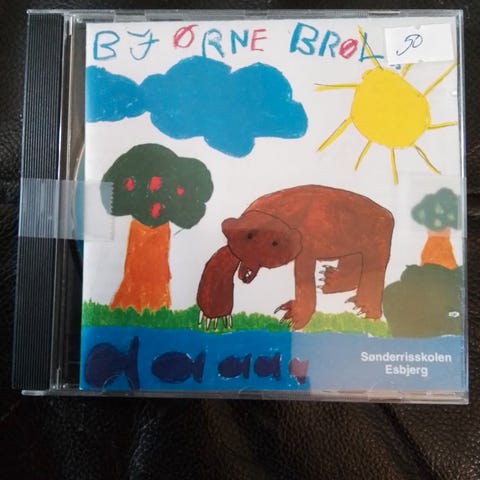 BJØRNE BRØL
50
Sønderrisskolen
Esbjerg